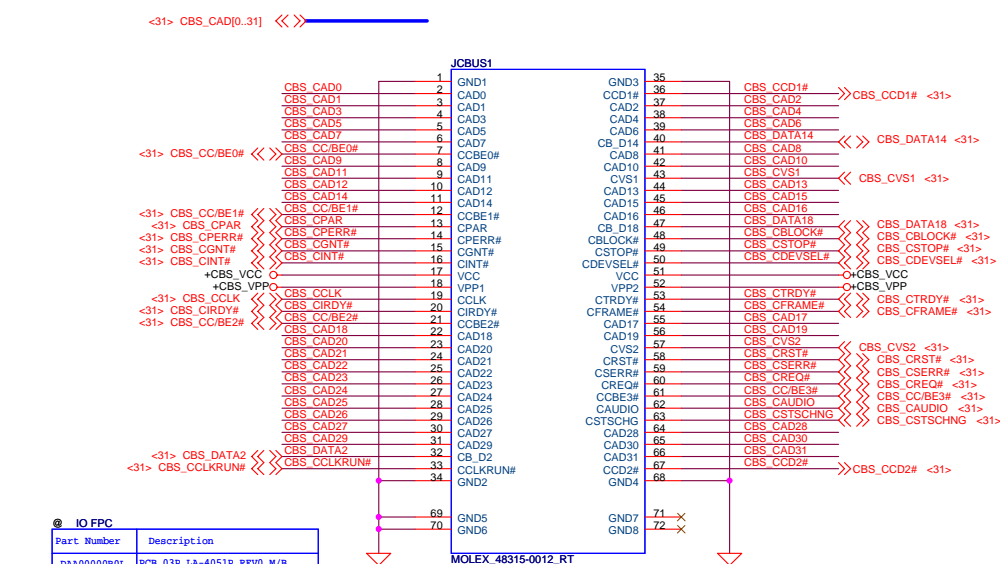 <31> CBS_CAD[0..31]
JCBUS1
CBS_CAD0 1 GND1 GND3 35
CBS_CAD1 2 CAD0 CCD1# 36 CBS_CCD1# CBS_CCD1# <31>
CBS_CAD3 3 CAD1 CAD2 37 CBS_CAD2
CBS_CAD5 4 CAD3 CAD4 38 CBS_CAD4
CBS_CAD7 5 CAD5 CAD6 39 CBS_CAD6
6 CAD7 CB_D14 40 CBS_DATA14 CBS_DATA14 <31>
<31> CBS_CC/BE0# CBS_CC/BE0# 7 CCBE0# CAD8 41 CBS_CAD8
CBS_CAD9 8 CAD9 CAD10 42 CBS_CAD10
CBS_CAD11 9 CAD11 CVS1 43 CBS_CVS1 CBS_CVS1 <31>
CBS_CAD12 10 CAD12 CAD13 44 CBS_CAD13
CBS_CAD14 11 CAD14 CAD15 45 CBS_CAD15
<31> CBS_CC/BE1# CBS_CC/BE1# 12 CCBE1# CAD16 46 CBS_CAD16
<31> CBS_CPAR CBS_CPAR 13 CPAR CB_D18 47 CBS_DATA18 CBS_DATA18 <31>
<31> CBS_CPERR# CBS_CPERR# 14 CPERR# CBLOCK# 48 CBS_CBLOCK# CBS_CBLOCK# <31>
<31> CBS_CGNT# CBS_CGNT# 15 CGNT# CSTOP# 49 CBS_CSTOP# CBS_CSTOP# <31>
<31> CBS_CINT# CBS_CINT# 16 CINT# CDEVSEL# 50 CBS_CDEVSEL# CBS_CDEVSEL# <31>
+CBS_VCC 17 VCC VCC 51 +CBS_VCC
+CBS_VPP 18 VPP1 VPP2 52 +CBS_VPP
<31> CBS_CCLK CBS_CCLK 19 CCLK CTRDY# 53 CBS_CTRDY# CBS_CTRDY# <31>
<31> CBS_CIRDY# CBS_CIRDY# 20 CIRDY# CFRAME# 54 CBS_CFRAME# CBS_CFRAME# <31>
<31> CBS_CC/BE2# CBS_CC/BE2# 21 CCBE2# CAD17 55 CBS_CAD17
CBS_CAD18 22 CAD18 CAD19 56 CBS_CAD19
CBS_CAD20 23 CAD20 CVS2 57 CBS_CVS2 CBS_CVS2 <31>
CBS_CAD21 24 CAD21 CRST# 58 CBS_CRST# CBS_CRST# <31>
CBS_CAD22 25 CAD22 CSERR# 59 CBS_CSERR# CBS_CSERR# <31>
CBS_CAD23 26 CAD23 CREQ# 60 CBS_CREQ# CBS_CREQ# <31>
CBS_CAD24 27 CAD24 CCBE3# 61 CBS_CC/BE3# CBS_CC/BE3# <31>
CBS_CAD25 28 CAD25 CAUDIO 62 CBS_CAUDIO CBS_CAUDIO <31>
CBS_CAD26 29 CAD26 CSTSCHG 63 CBS_CSTSCHNG CBS_CSTSCHNG <31>
CBS_CAD27 30 CAD27 CAD28 64 CBS_CAD28
CBS_CAD29 31 CAD29 CAD30 65 CBS_CAD30
<31> CBS_DATA2 CBS_DATA2 32 CB_D2 CAD31 66 CBS_CAD31
<31> CBS_CCLKRUN# CBS_CCLKRUN# 33 CCLKRUN# CCD2# 67 CBS_CCD2# CBS_CCD2# <31>
34 GND2 GND4 68
69 GND5 GND7 71
70 GND6 GND8 72
MOLEX_48315-0012_RT
@ IO FPC
Part Number Description
PCB 03P LA-4051P REV0 M/B